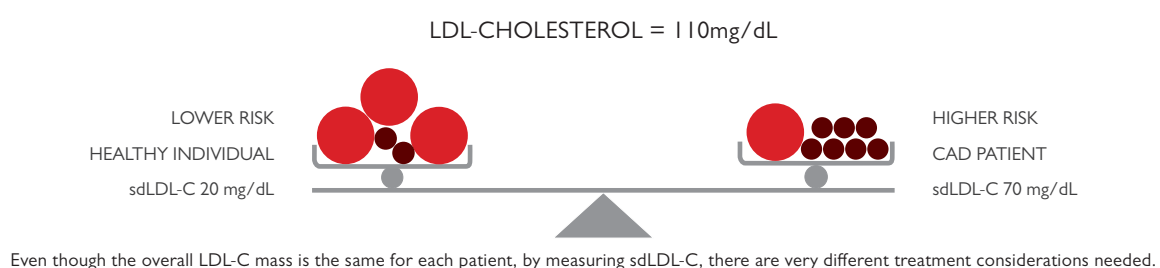 LDL-CHOLESTEROL = 110mg/dL
LOWER RISK
HEALTHY INDIVIDUAL
sdLDL-C 20 mg/dL
HIGHER RISK
CAD PATIENT
sdLDL-C 70 mg/dL
Even though the overall LDL-C mass is the same for each patient, by measuring sdLDL-C, there are very different treatment considerations needed.